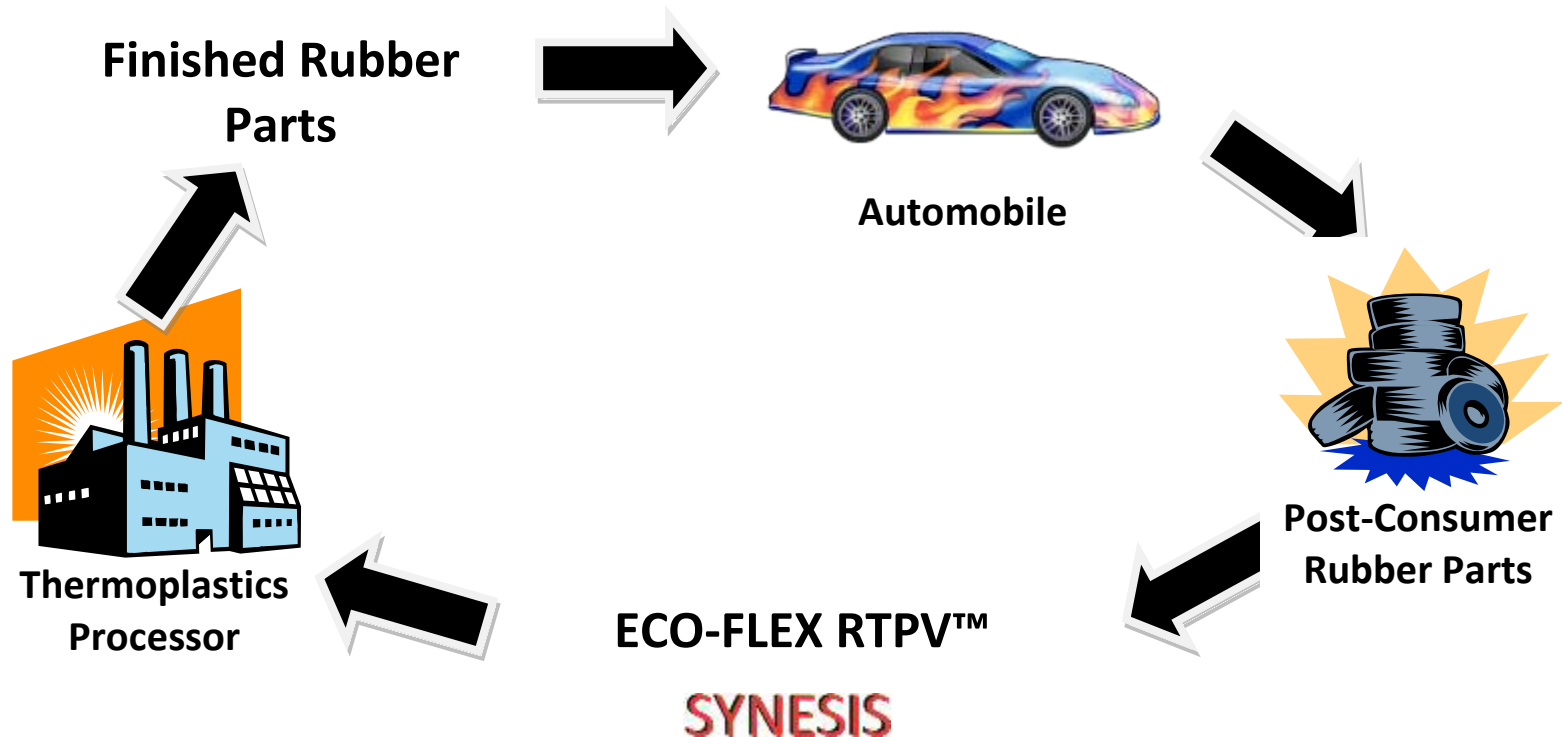 Finished Rubber
Parts
Automobile
Post-Consumer
Rubber Parts
ECO-FLEX RTPV™
SYNESIS
Thermoplastics
Processor